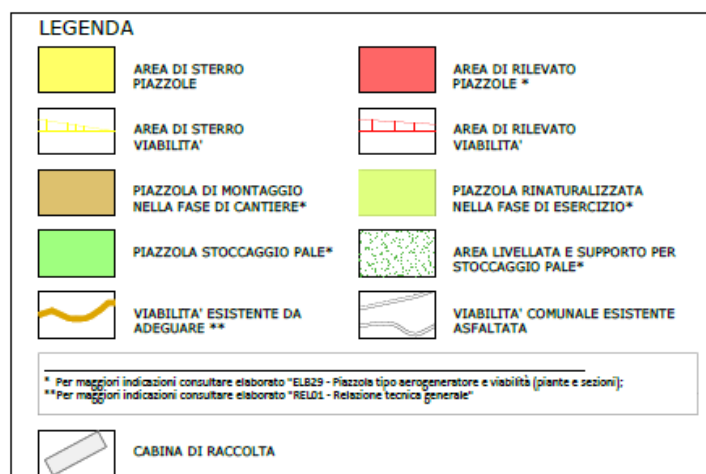 LEGENDA
AREA DI STERRO
PIAZZOLE
AREA DI RILEVATO
PIAZZOLE *
AREA DI STERRO
VIABILITA'
AREA DI RILEVATO
VIABILITA'
PIAZZOLA DI MONTAGGIO
NELLA FASE DI CANTIERE*
PIAZZOLA RINATURALIZZATA
NELLA FASE DI ESERCIZIO*
PIAZZOLA STOCCAGGIO PALE*
AREA LIVELLATA E SUPPORTO PER
STOCCAGGIO PALE*
VIABILITA' ESISTENTE DA
ADEGUARE **
VIABILITA' COMUNALE ESISTENTE
ASFALTATA
* Per maggiori indicazioni consultare elaborato "ELB29 - Piazzola tipo aerogeneratore e viabilità (piante e sezioni);
**Per maggiori indicazioni consultare elaborato "REL01 - Relazione tecnica generale"
CABINA DI RACCOLTA